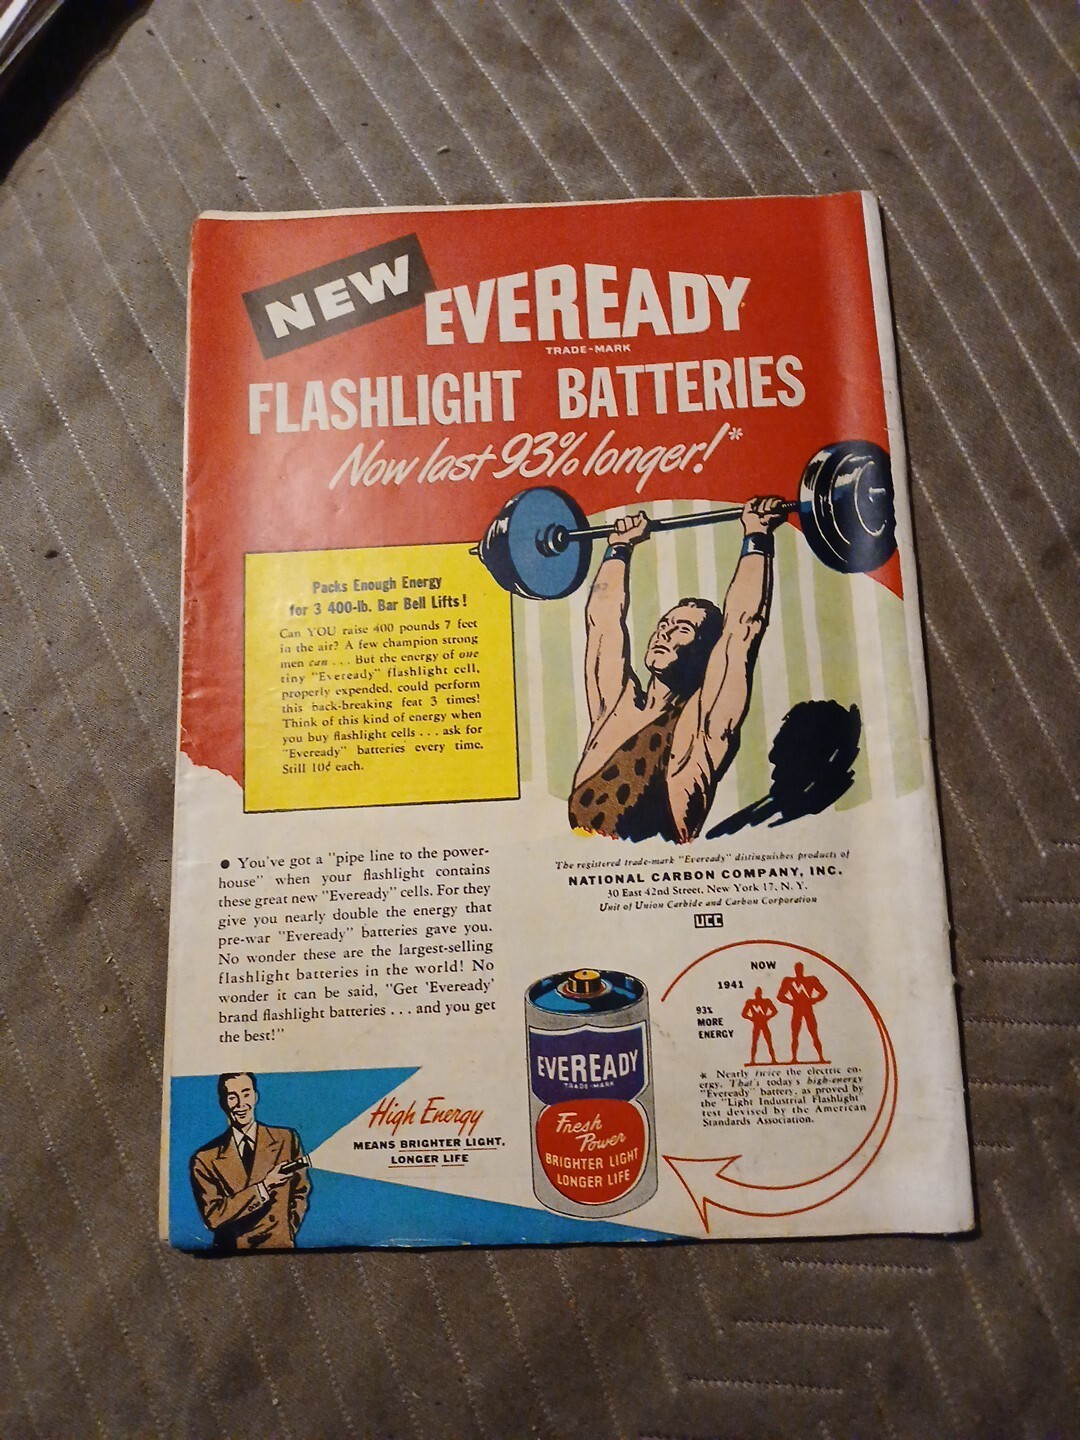 NEW
EVEREADY
TRADE-MARK
FLASHLIGHT BATTERIES
Now last 93% longer!*
Packs Enough Energy
for 3 400-lb. Bar Bell Lifts!
Can YOU raise 400 pounds 7 feet
in the air? A few champion strong
men can . . . But the energy of one
tiny "Eveready" flashlight cell,
properly expended, could perform
this back-breaking feat 3 times!
Think of this kind of energy when
you buy flashlight cells . . . ask for
"Eveready" batteries every time.
Still 10¢ each.
● You've got a "pipe line to the power-
house" when your flashlight contains
these great new "Eveready" cells. For they
give you nearly double the energy that
pre-war "Eveready" batteries gave you.
No wonder these are the largest-selling
flashlight batteries in the world! No
wonder it can be said, "Get 'Eveready'
brand flashlight batteries . . . and you get
the best!"
The registered trade-mark "Eveready" distinguishes products of
NATIONAL CARBON COMPANY, INC.
30 East 42nd Street, New York 17, N. Y.
Unit of Union Carbide and Carbon Corporation
UCC
NOW
1941
93%
MORE
ENERGY
* Nearly twice the electric en-
ergy. That's today's high-energy
"Eveready" battery, as proved by
the "Light Industrial Flashlight"
test devised by the American
Standards Association.
EVEREADY
TRADE-MARK
Fresh
Power
BRIGHTER LIGHT
LONGER LIFE
High Energy
MEANS BRIGHTER LIGHT,
LONGER LIFE